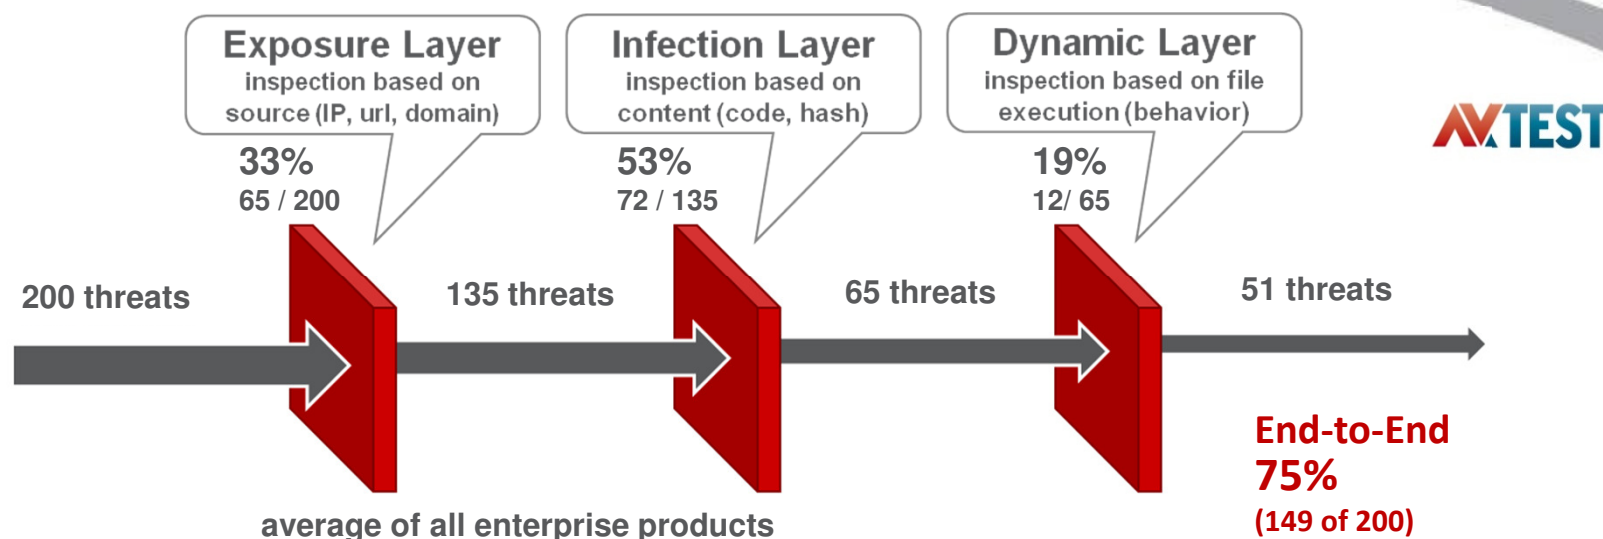 Exposure Layer
inspection based on
source (IP, url, domain)
Infection Layer
inspection based on
content (code, hash)
Dynamic Layer
inspection based on file
execution (behavior)
AV TEST
33%
65 / 200
53%
72 / 135
19%
12/ 65
200 threats
135 threats
65 threats
51 threats
End-to-End
75%
(149 of 200)
average of all enterprise products